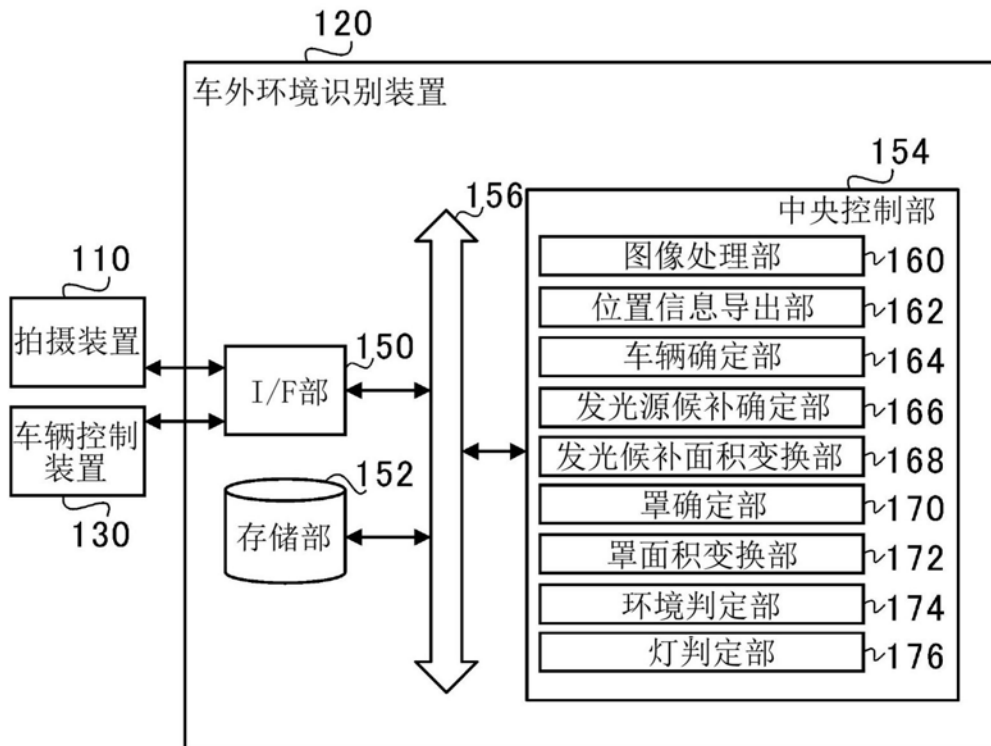 120
车外环境识别装置
154
中央控制部
156
图像处理部
160
位置信息导出部
162
车辆确定部
164
发光源候补确定部
166
发光候补面积变换部
168
罩确定部
170
罩面积变换部
172
环境判定部
174
灯判定部
176
110
拍摄装置
150
I/F部
车辆控制
装置
130
152
存储部